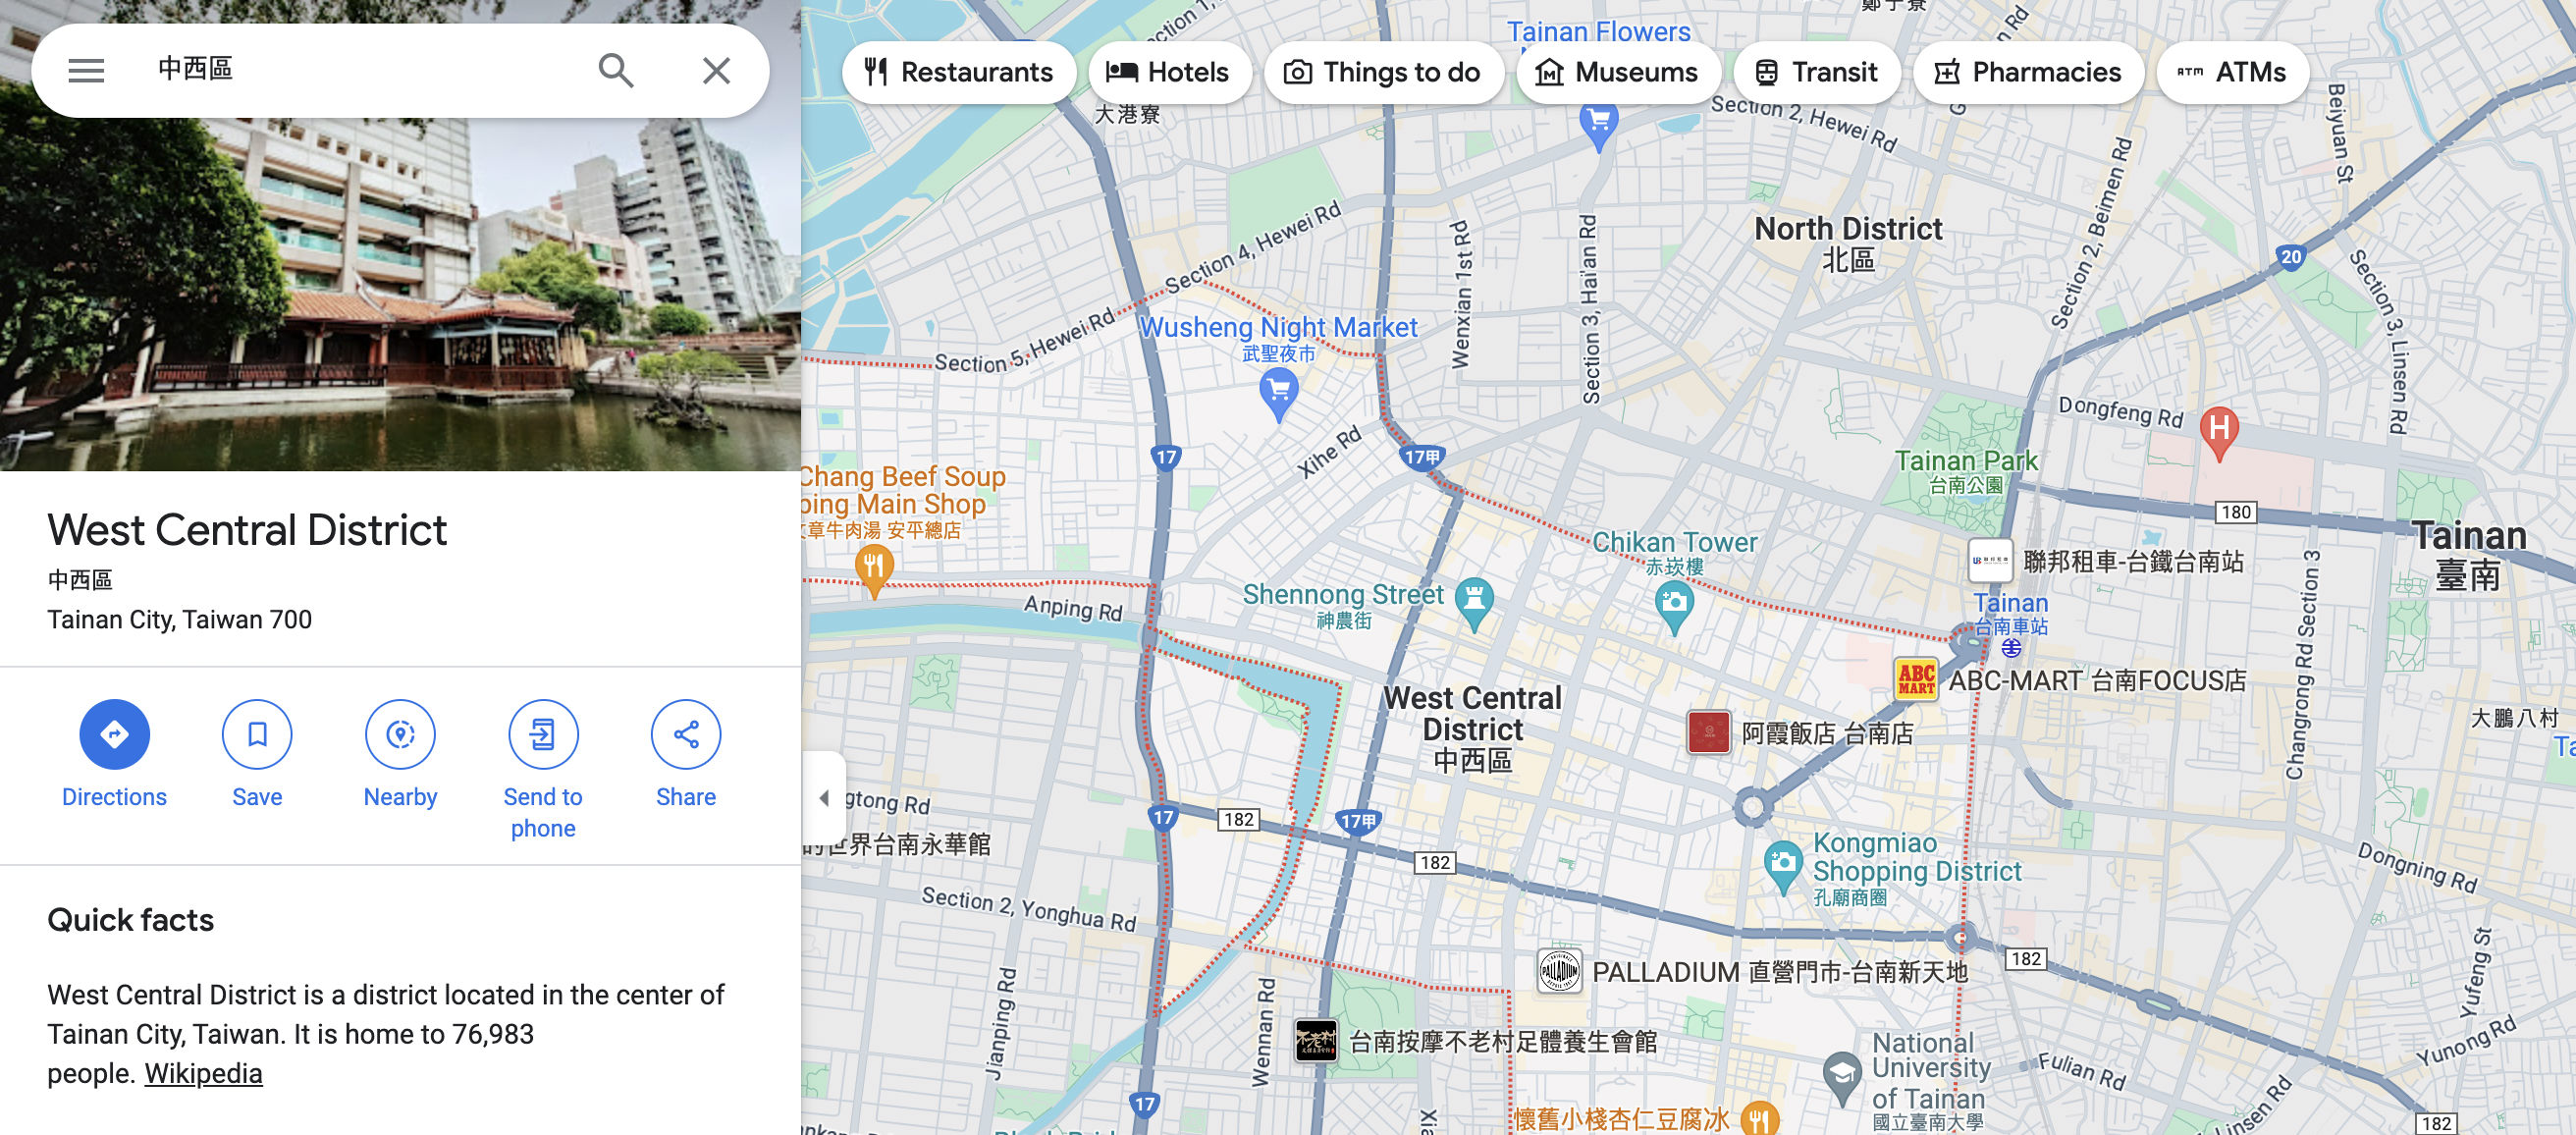 中西區
West Central District
中西區
Tainan City, Taiwan 700
Directions
Save
Nearby
Send to
phone
Share
Quick facts
West Central District is a district located in the center of
Tainan City, Taiwan. It is home to 76,983
people. Wikipedia
Restaurants
Hotels
Things to do
Museums
Transit
Pharmacies
ATM
ATMs
Tainan Flowers
大港寮
Section 2, Hewei Rd
Beiyuan St
North District
北區
Section 2, Beimen Rd
20
Section 3, Linsen Rd
Section 4, Hewei Rd
Section 5, Hewei Rd
Wenxian 1st Rd
Section 3, Hai'an Rd
Wusheng Night Market
武聖夜市
Xihe Rd
17
17甲
Dongfeng Rd
H
Tainan Park
台南公園
180
Tainan
臺南
Chang Beef Soup
ping Main Shop
章牛肉湯 安平總店
Chikan Tower
赤崁樓
聯邦租車-台鐵台南站
Shennong Street
神農街
Anping Rd
Tainan
台南車站
ABC
MART
ABC-MART 台南FOCUS店
West Central
District
中西區
阿霞飯店 台南店
Changrong Rd Section 3
大鵬八村
gtong Rd
的世界台南永華館
17
182
17甲
182
Kongmiao
Shopping District
孔廟商圈
Dongning Rd
Section 2, Yonghua Rd
PALLADIUM
PALLADIUM 直營門市-台南新天地
182
Jianping Rd
Wennan Rd
不老村
台南按摩不老村足體養生會館
National
University
of Tainan
國立臺南大學
Fulian Rd
Yufeng St
Yunong Rd
Linsen Rd
17
懷舊小棧杏仁豆腐冰
182